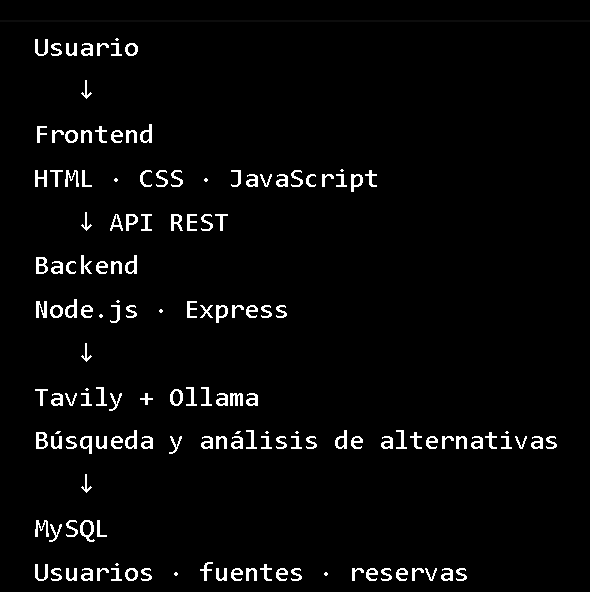 Usuario
↓
Frontend
HTML · CSS · JavaScript
↓ API REST
Backend
Node.js · Express
↓
Tavily + Ollama
Búsqueda y análisis de alternativas
↓
MySQL
Usuarios · fuentes · reservas